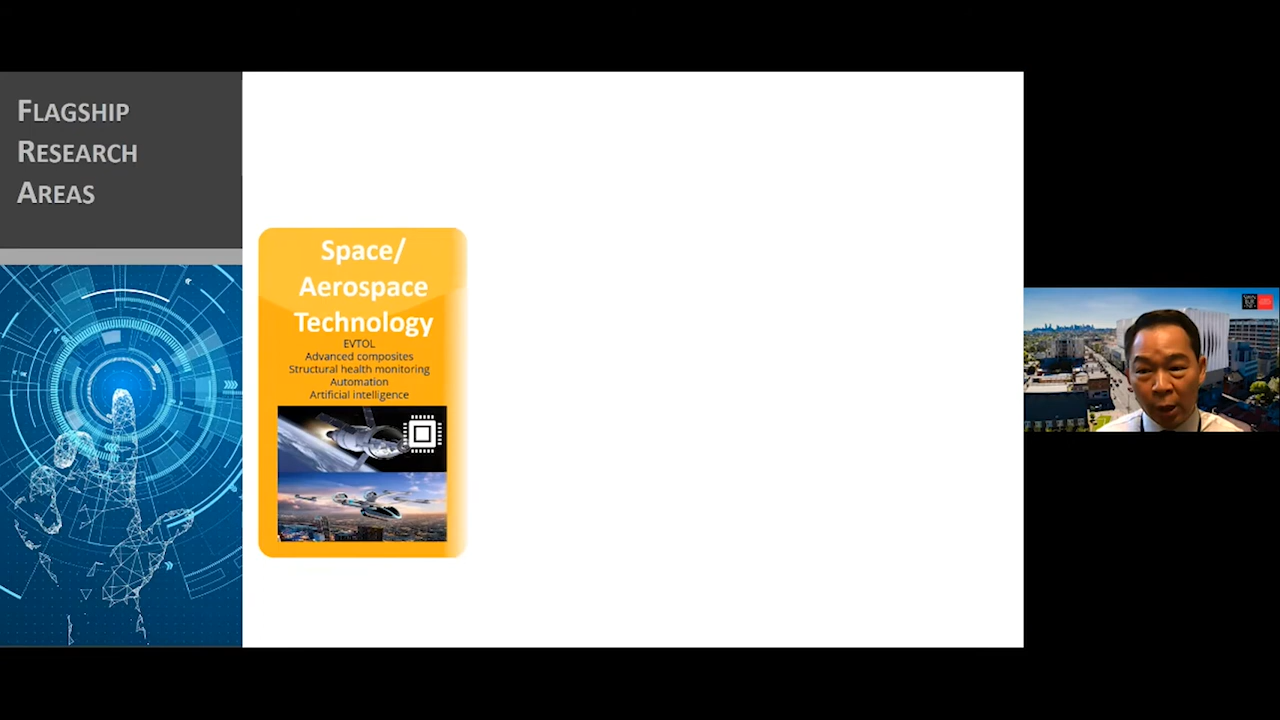 FLAGSHIP
RESEARCH
AREAS
Space/
Aerospace
Technology
EVTOL
Advanced composites
Structural health monitoring
Automation
Artificial intelligence